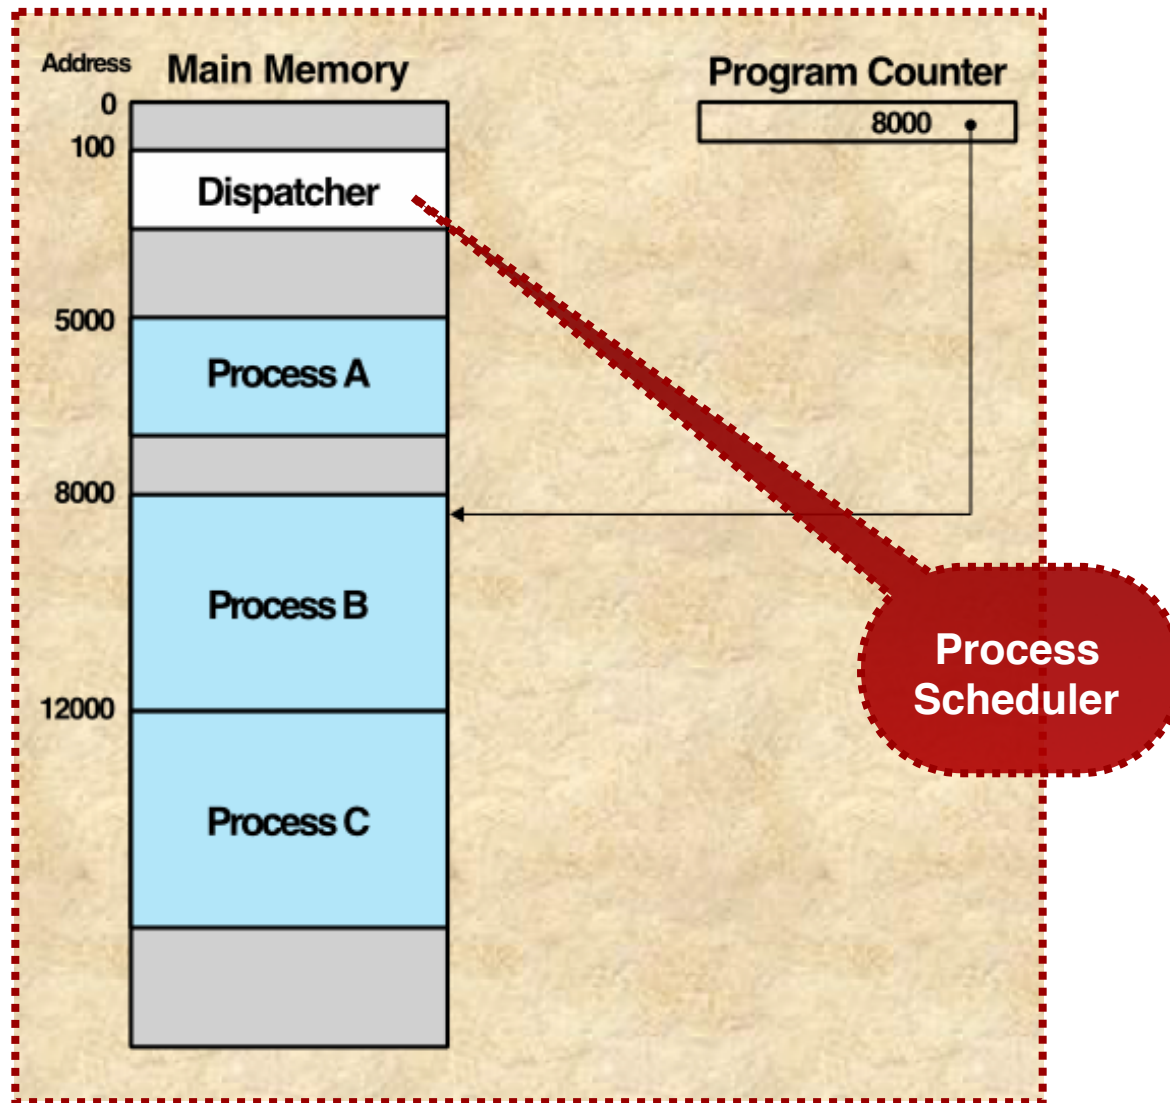 Address
Main Memory
Program Counter
0
8000
100
Dispatcher
5000
Process A
8000
Process B
Process
Scheduler
12000
Process C